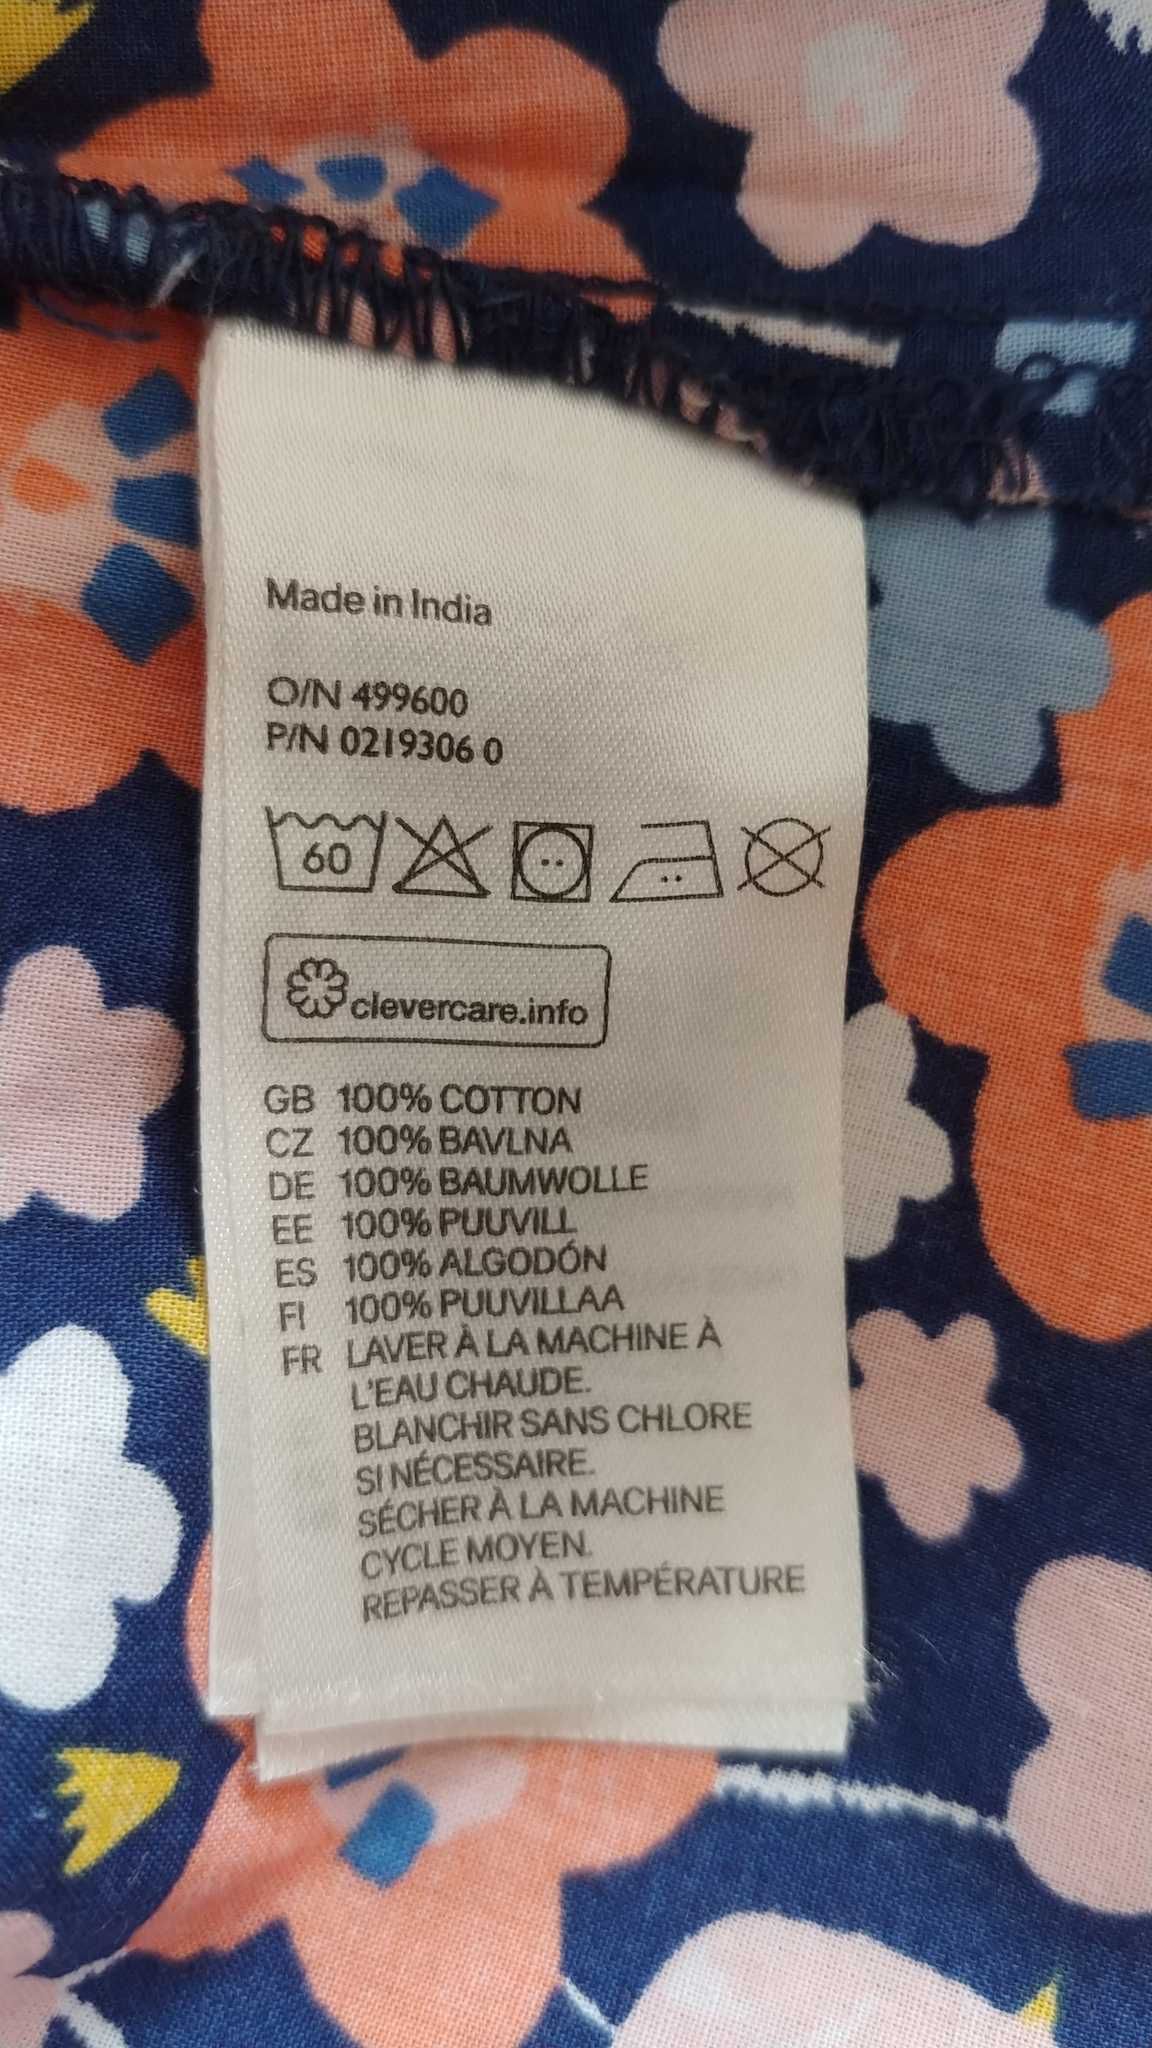 Made in India
O/N 499600
P/N 0219306 0
60
clevercare.info
GB 100% COTTON
CZ 100% BAVLNA
DE 100% BAUMWOLLE
EE 100% PUUVILL
ES 100% ALGODÓN
FI 100% PUUVILLAA
FR LAVER À LA MACHINE À
L'EAU CHAUDE.
BLANCHIR SANS CHLORE
SI NÉCESSAIRE.
SÉCHER À LA MACHINE
CYCLE MOYEN.
REPASSER À TEMPÉRATURE